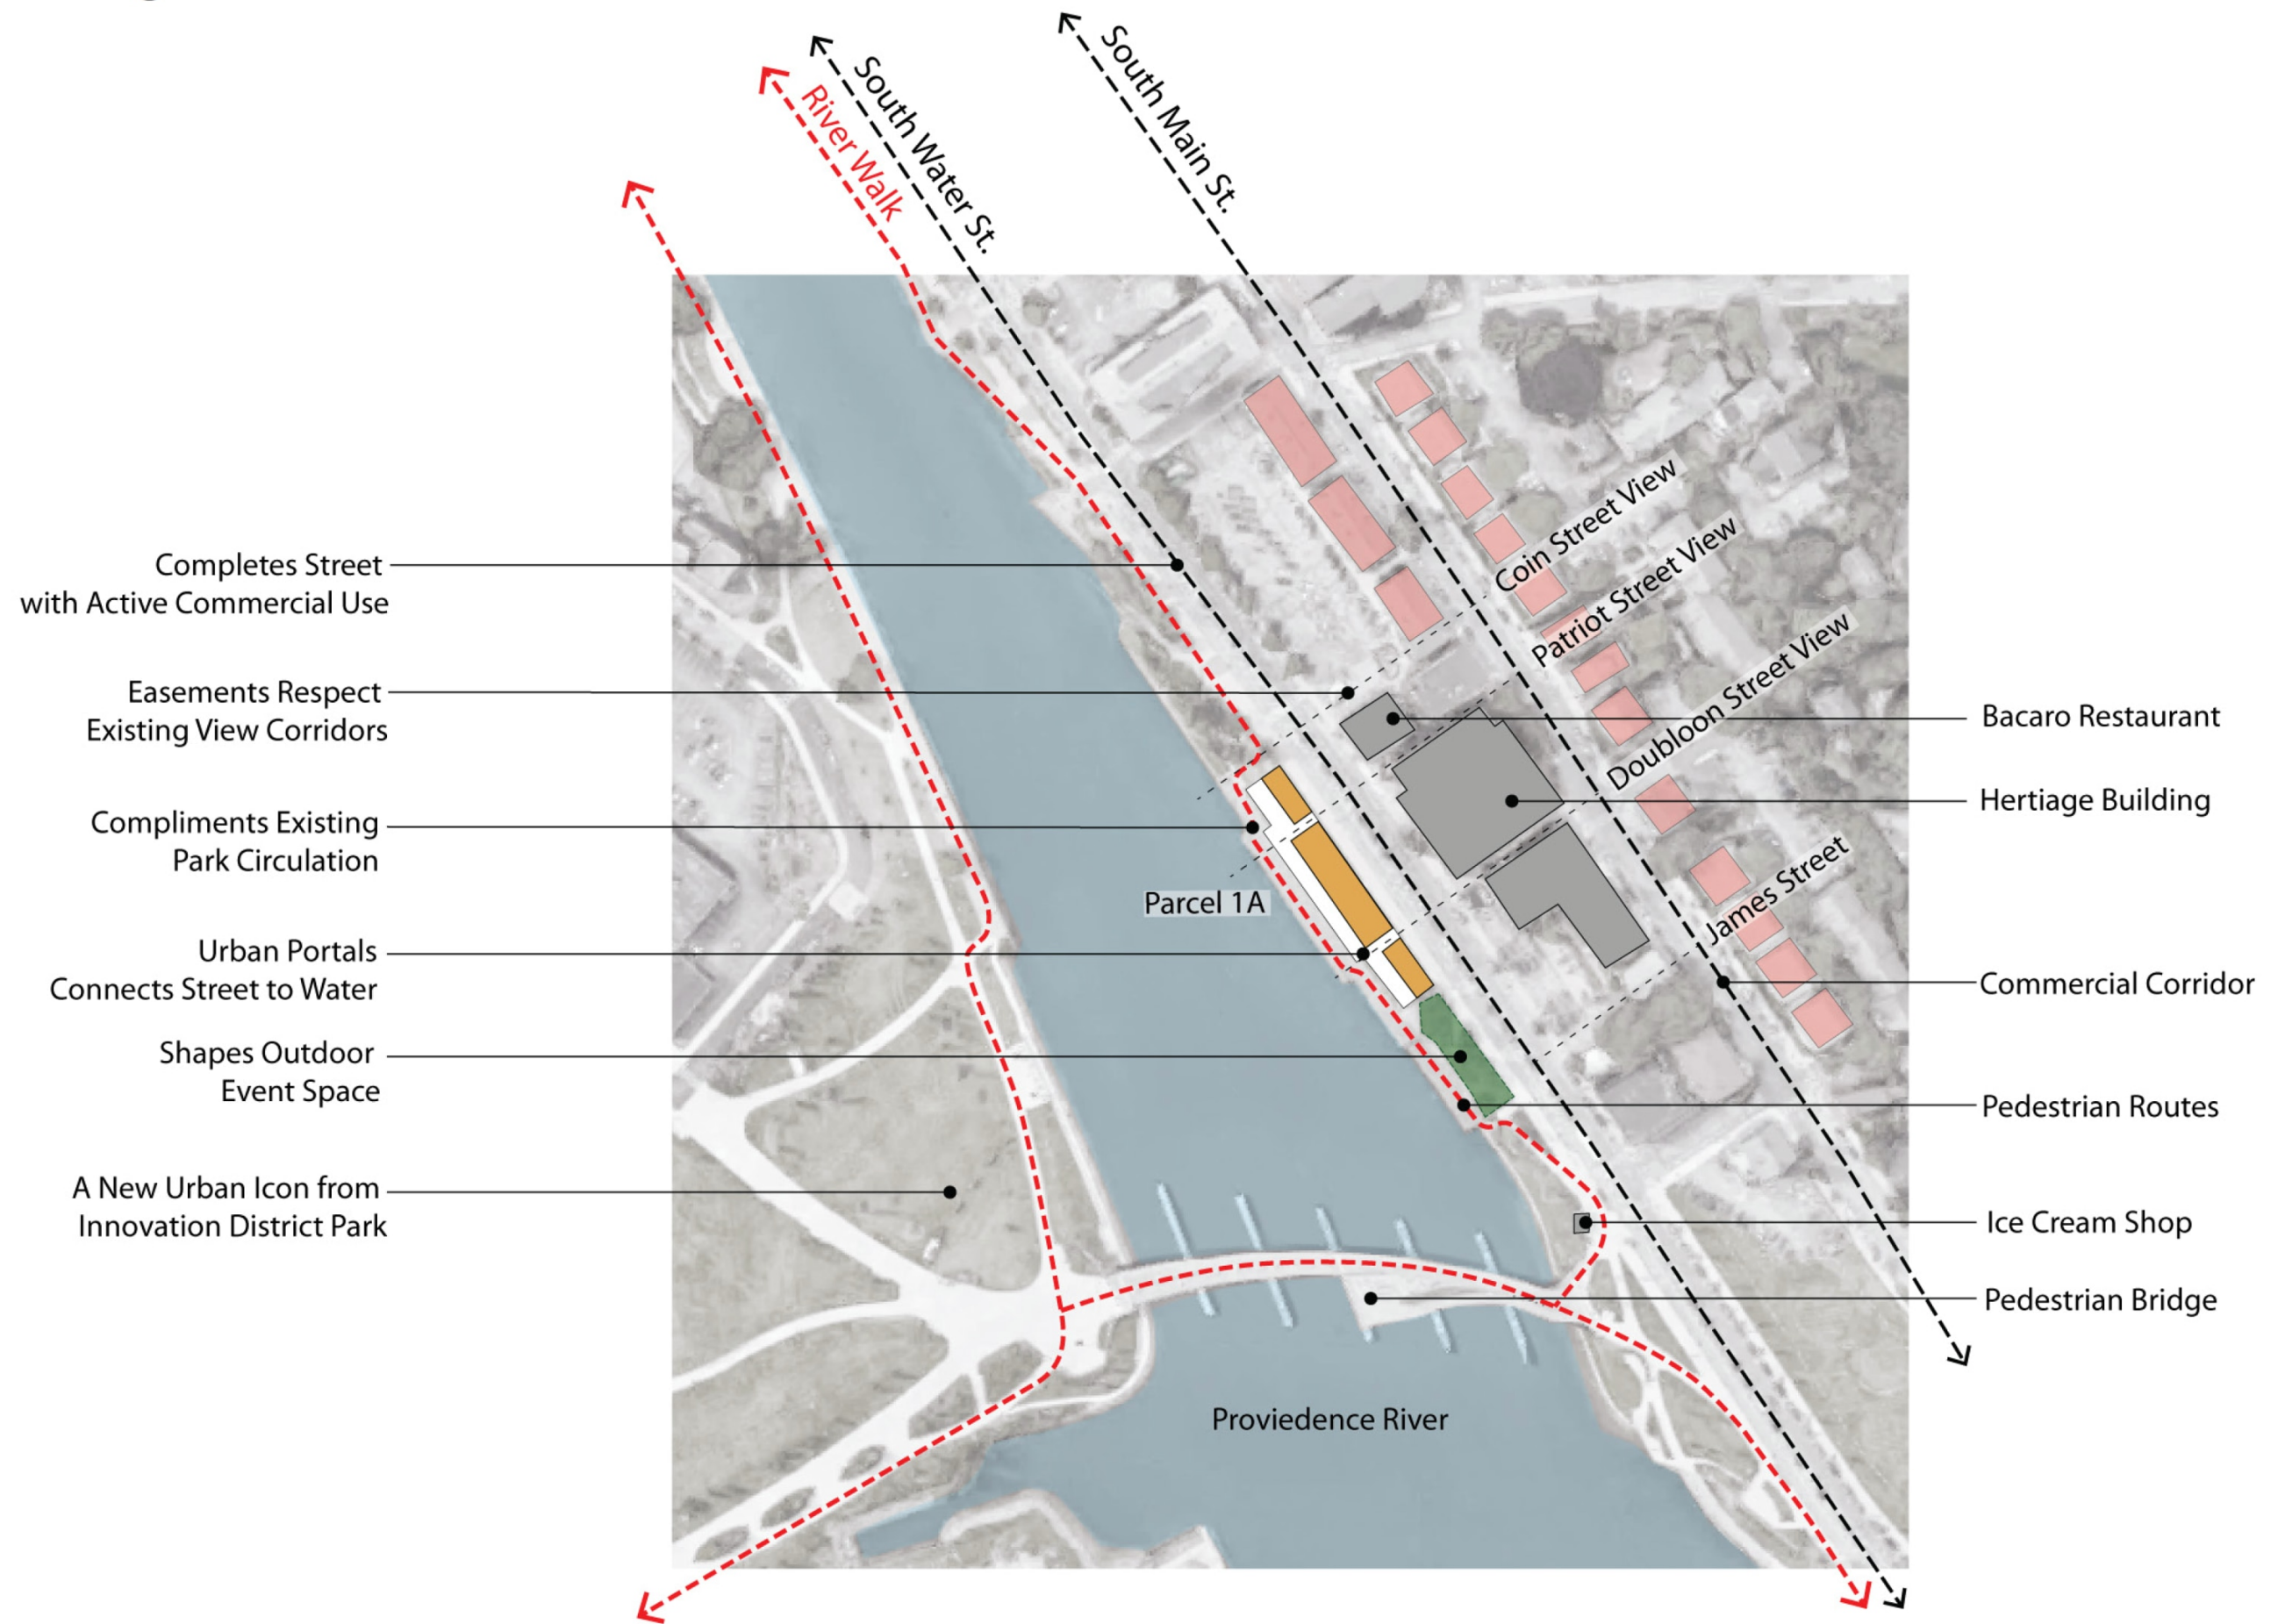 South Main St.
South Water St.
River Walk
Coin Street View
Patriot Street View
Doubloon Street View
James Street
Completes Street
with Active Commercial Use
Easements Respect
Existing View Corridors
Compliments Existing
Park Circulation
Parcel 1A
Urban Portals
Connects Street to Water
Shapes Outdoor
Event Space
A New Urban Icon from
Innovation District Park
Bacaro Restaurant
Hertiage Building
Commercial Corridor
Pedestrian Routes
Ice Cream Shop
Pedestrian Bridge
Proviedence River